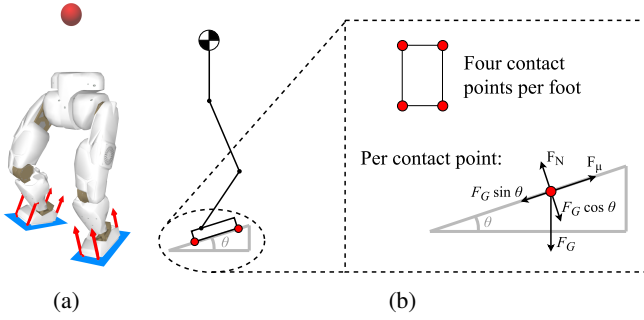 (a)
θ
Four contact
points per foot
Per contact point:
F_N
F_μ
F_G sin θ
F_G cos θ
θ
F_G
(b)